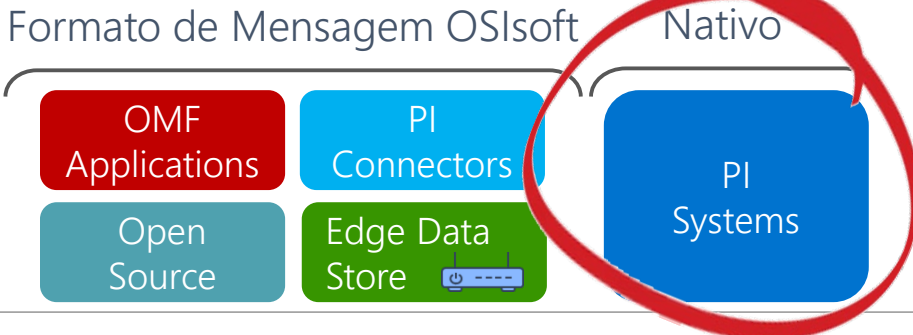 Formato de Mensagem OSIsoft
Nativo
OMF
Applications
PI
Connectors
Open
Source
Edge Data
Store
PI
Systems